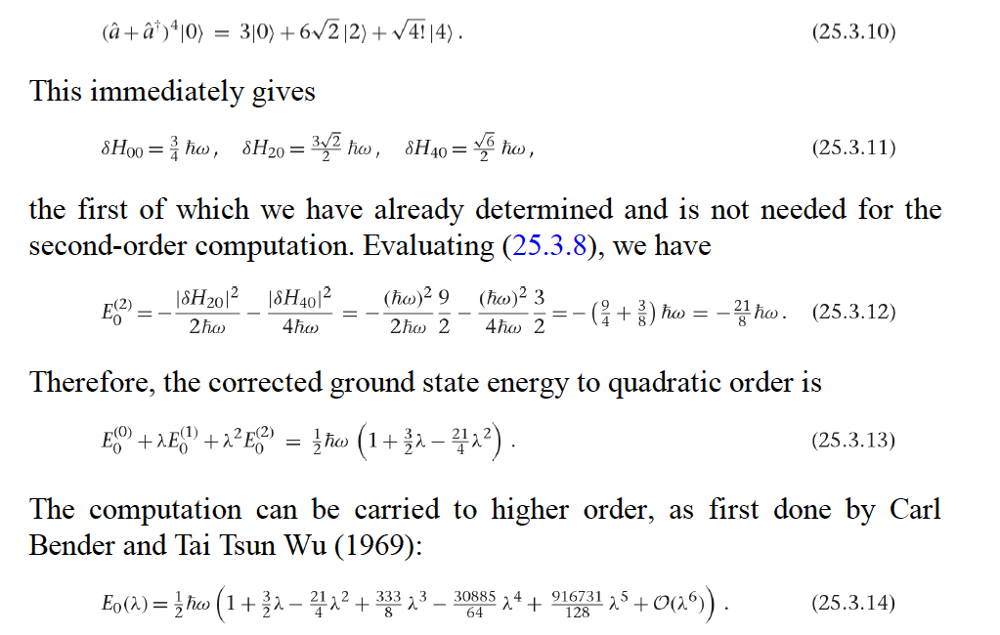 (â + â†)⁴|0⟩ = 3|0⟩ + 6√2|2⟩ + √4!|4⟩ . (25.3.10)
This immediately gives
δH₀₀ = 3/4 ℏω , δH₂₀ = 3√2/2 ℏω , δH₄₀ = √6/2 ℏω , (25.3.11)
the first of which we have already determined and is not needed for the
second-order computation. Evaluating (25.3.8), we have
E₀⁽²⁾ = − |δH₂₀|²/2ℏω − |δH₄₀|²/4ℏω = − (ℏω)²/2ℏω 9/2 − (ℏω)²/4ℏω 3/2 = − (9/4 + 3/8) ℏω = − 21/8 ℏω . (25.3.12)
Therefore, the corrected ground state energy to quadratic order is
E₀⁽⁰⁾ + λE₀⁽¹⁾ + λ²E₀⁽²⁾ = 1/2 ℏω (1 + 3/2 λ − 21/4 λ²) . (25.3.13)
The computation can be carried to higher order, as first done by Carl
Bender and Tai Tsun Wu (1969):
E₀(λ) = 1/2 ℏω (1 + 3/2 λ − 21/4 λ² + 333/8 λ³ − 30885/64 λ⁴ + 916731/128 λ⁵ + 𝒪(λ⁶)) . (25.3.14)